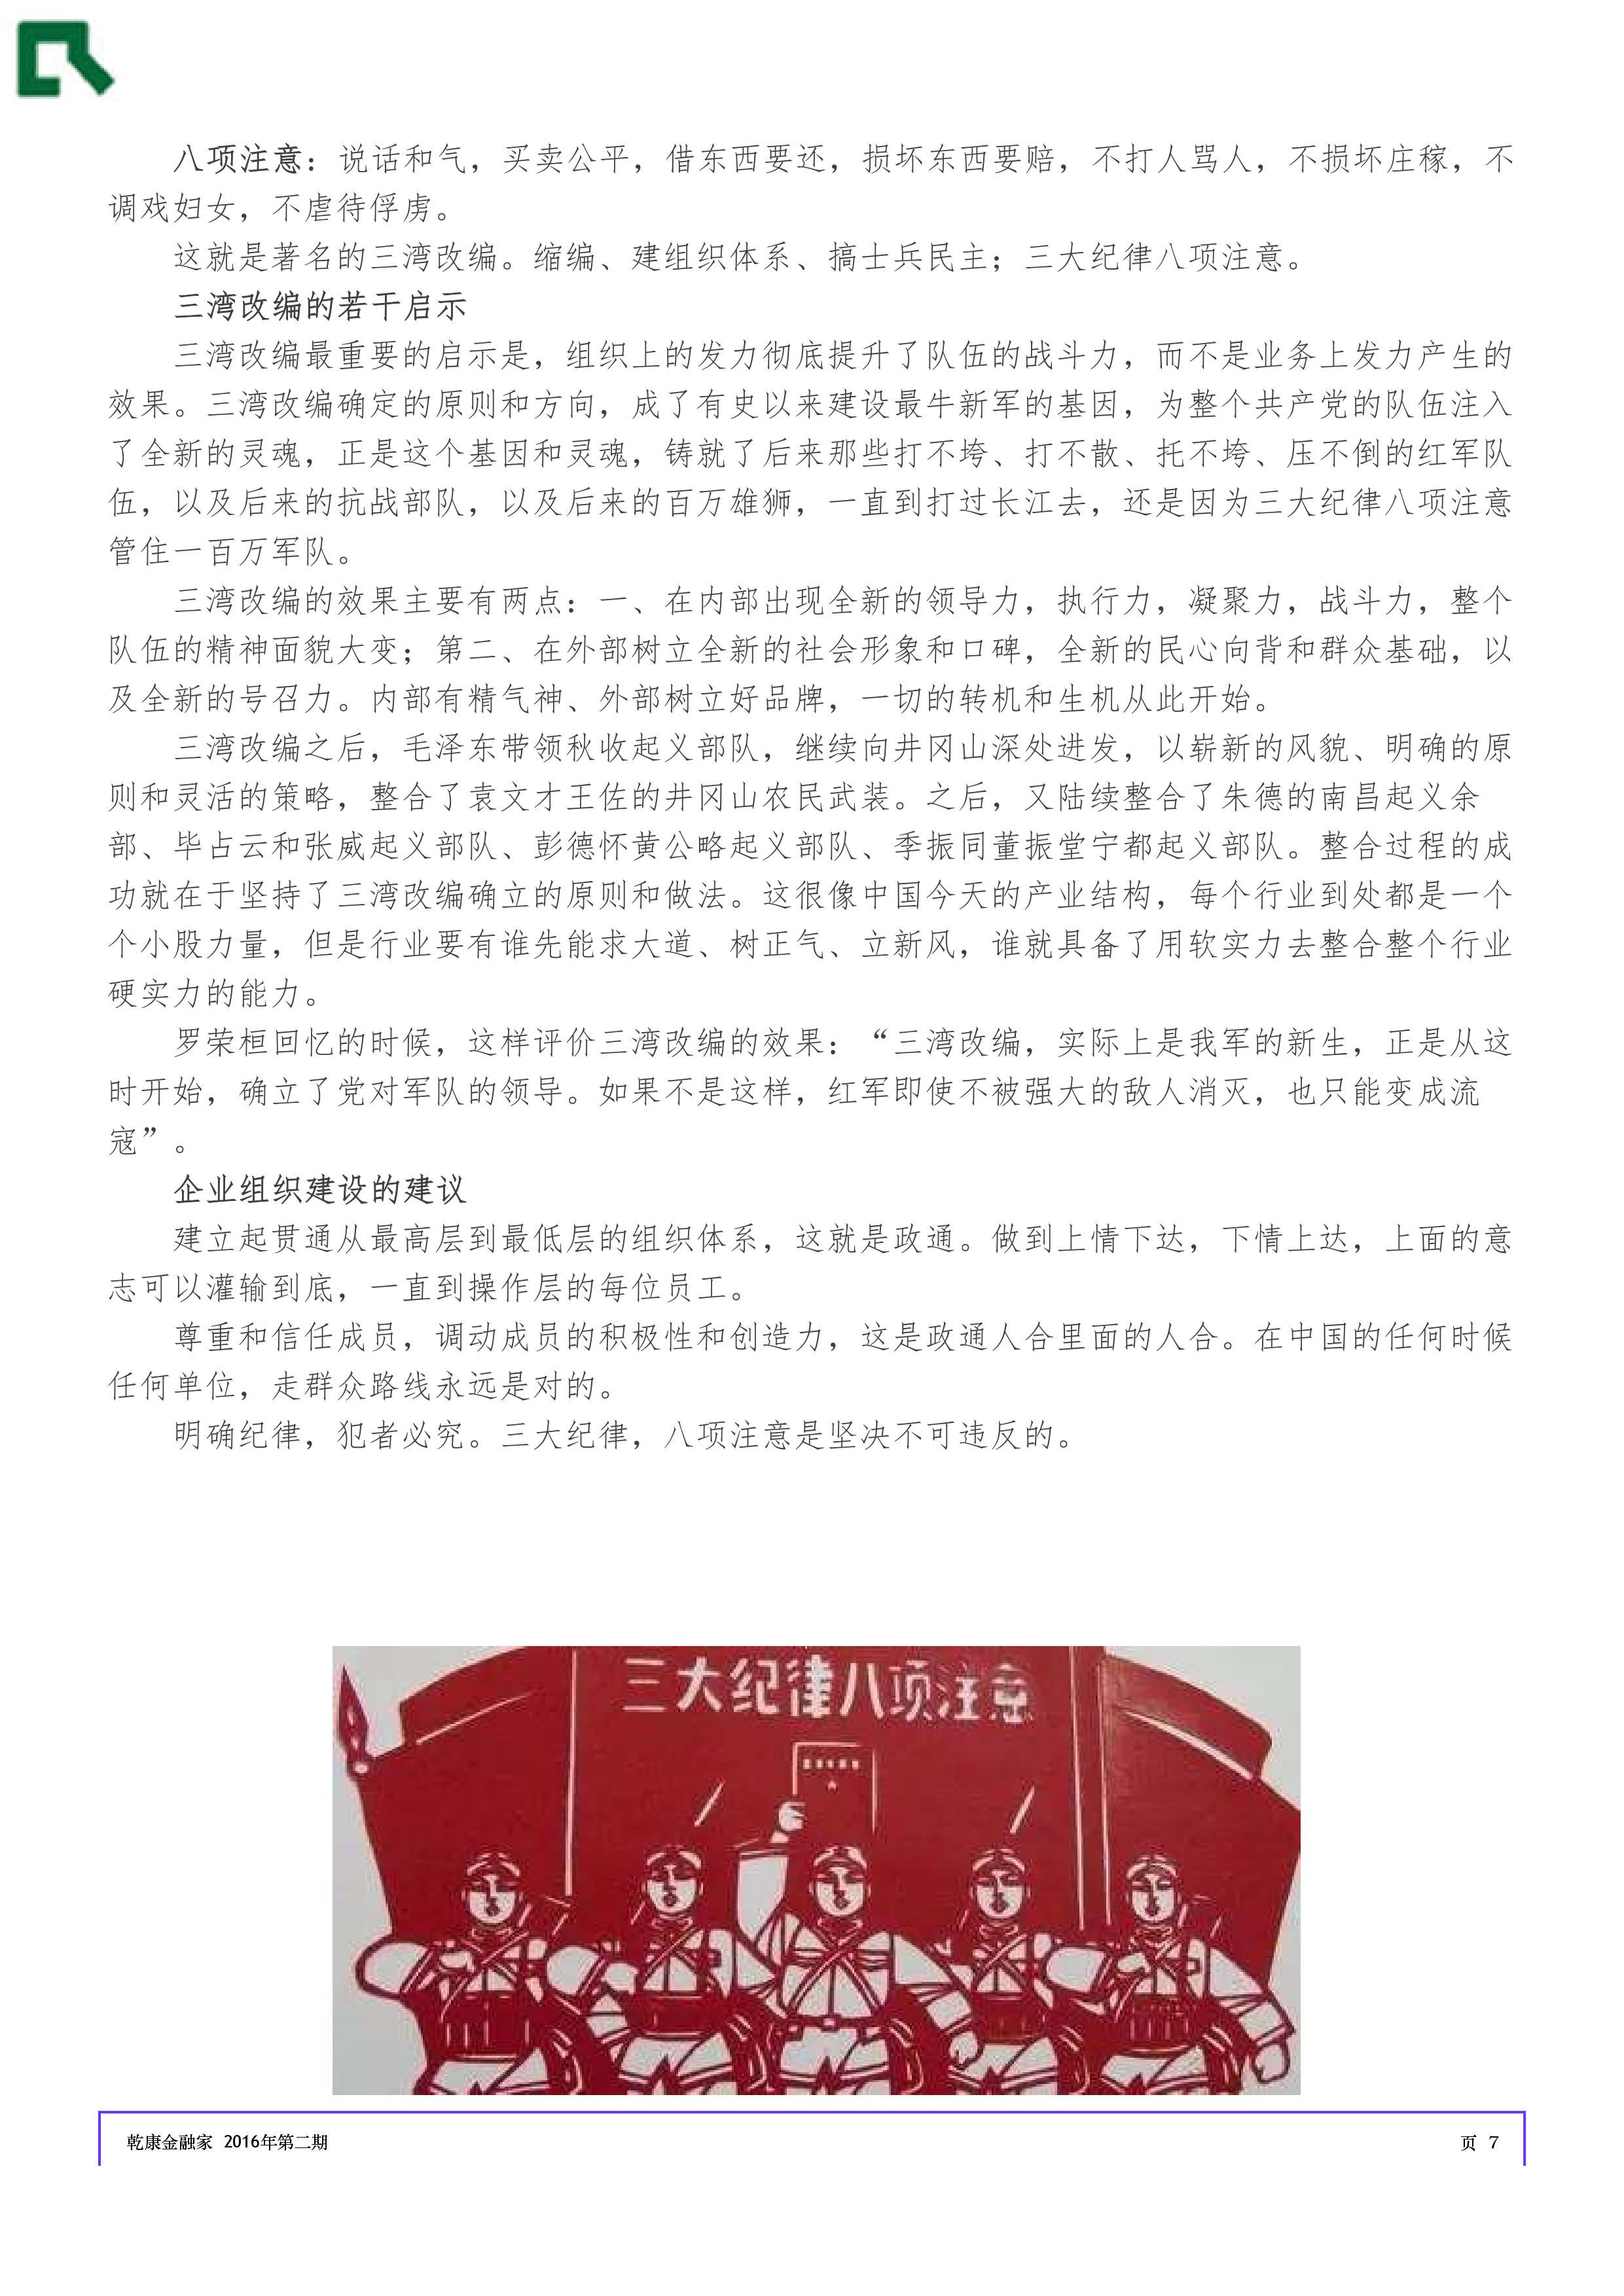 八项注意：说话和气，买卖公平，借东西要还，损坏东西要赔，不打人骂人，不损坏庄稼，不
调戏妇女，不虐待俘虏。
这就是著名的三湾改编。缩编、建组织体系、搞士兵民主；三大纪律八项注意。
三湾改编的若干启示
三湾改编最重要的启示是，组织上的发力彻底提升了队伍的战斗力，而不是业务上发力产生的
效果。三湾改编确定的原则和方向，成了有史以来建设最牛新军的基因，为整个共产党的队伍注入
了全新的灵魂，正是这个基因和灵魂，铸就了后来那些打不垮、打不散、托不垮、压不倒的红军队
伍，以及后来的抗战部队，以及后来的百万雄狮，一直到打过长江去，还是因为三大纪律八项注意
管住一百万军队。
三湾改编的效果主要有两点：一、在内部出现全新的领导力，执行力，凝聚力，战斗力，整个
队伍的精神面貌大变；第二、在外部树立全新的社会形象和口碑，全新的民心向背和群众基础，以
及全新的号召力。内部有精气神、外部树立好品牌，一切的转机和生机从此开始。
三湾改编之后，毛泽东带领秋收起义部队，继续向井冈山深处进发，以崭新的风貌、明确的原
则和灵活的策略，整合了袁文才王佐的井冈山农民武装。之后，又陆续整合了朱德的南昌起义余
部、毕占云和张威起义部队、彭德怀黄公略起义部队、季振同董振堂宁都起义部队。整合过程的成
功就在于坚持了三湾改编确立的原则和做法。这很像中国今天的产业结构，每个行业到处都是一个
个小股力量，但是行业要有谁先能求大道、树正气、立新风，谁就具备了用软实力去整合整个行业
硬实力的能力。
罗荣桓回忆的时候，这样评价三湾改编的效果：“三湾改编，实际上是我军的新生，正是从这
时开始，确立了党对军队的领导。如果不是这样，红军即使不被强大的敌人消灭，也只能变成流
寇”。
企业组织建设的建议
建立起贯通从最高层到最低层的组织体系，这就是政通。做到上情下达，下情上达，上面的意
志可以灌输到底，一直到操作层的每位员工。
尊重和信任成员，调动成员的积极性和创造力，这是政通人合里面的人合。在中国的任何时候
任何单位，走群众路线永远是对的。
明确纪律，犯者必究。三大纪律，八项注意是坚决不可违反的。
三大纪律八项注意
乾康金融家 2016年第二期
页 7